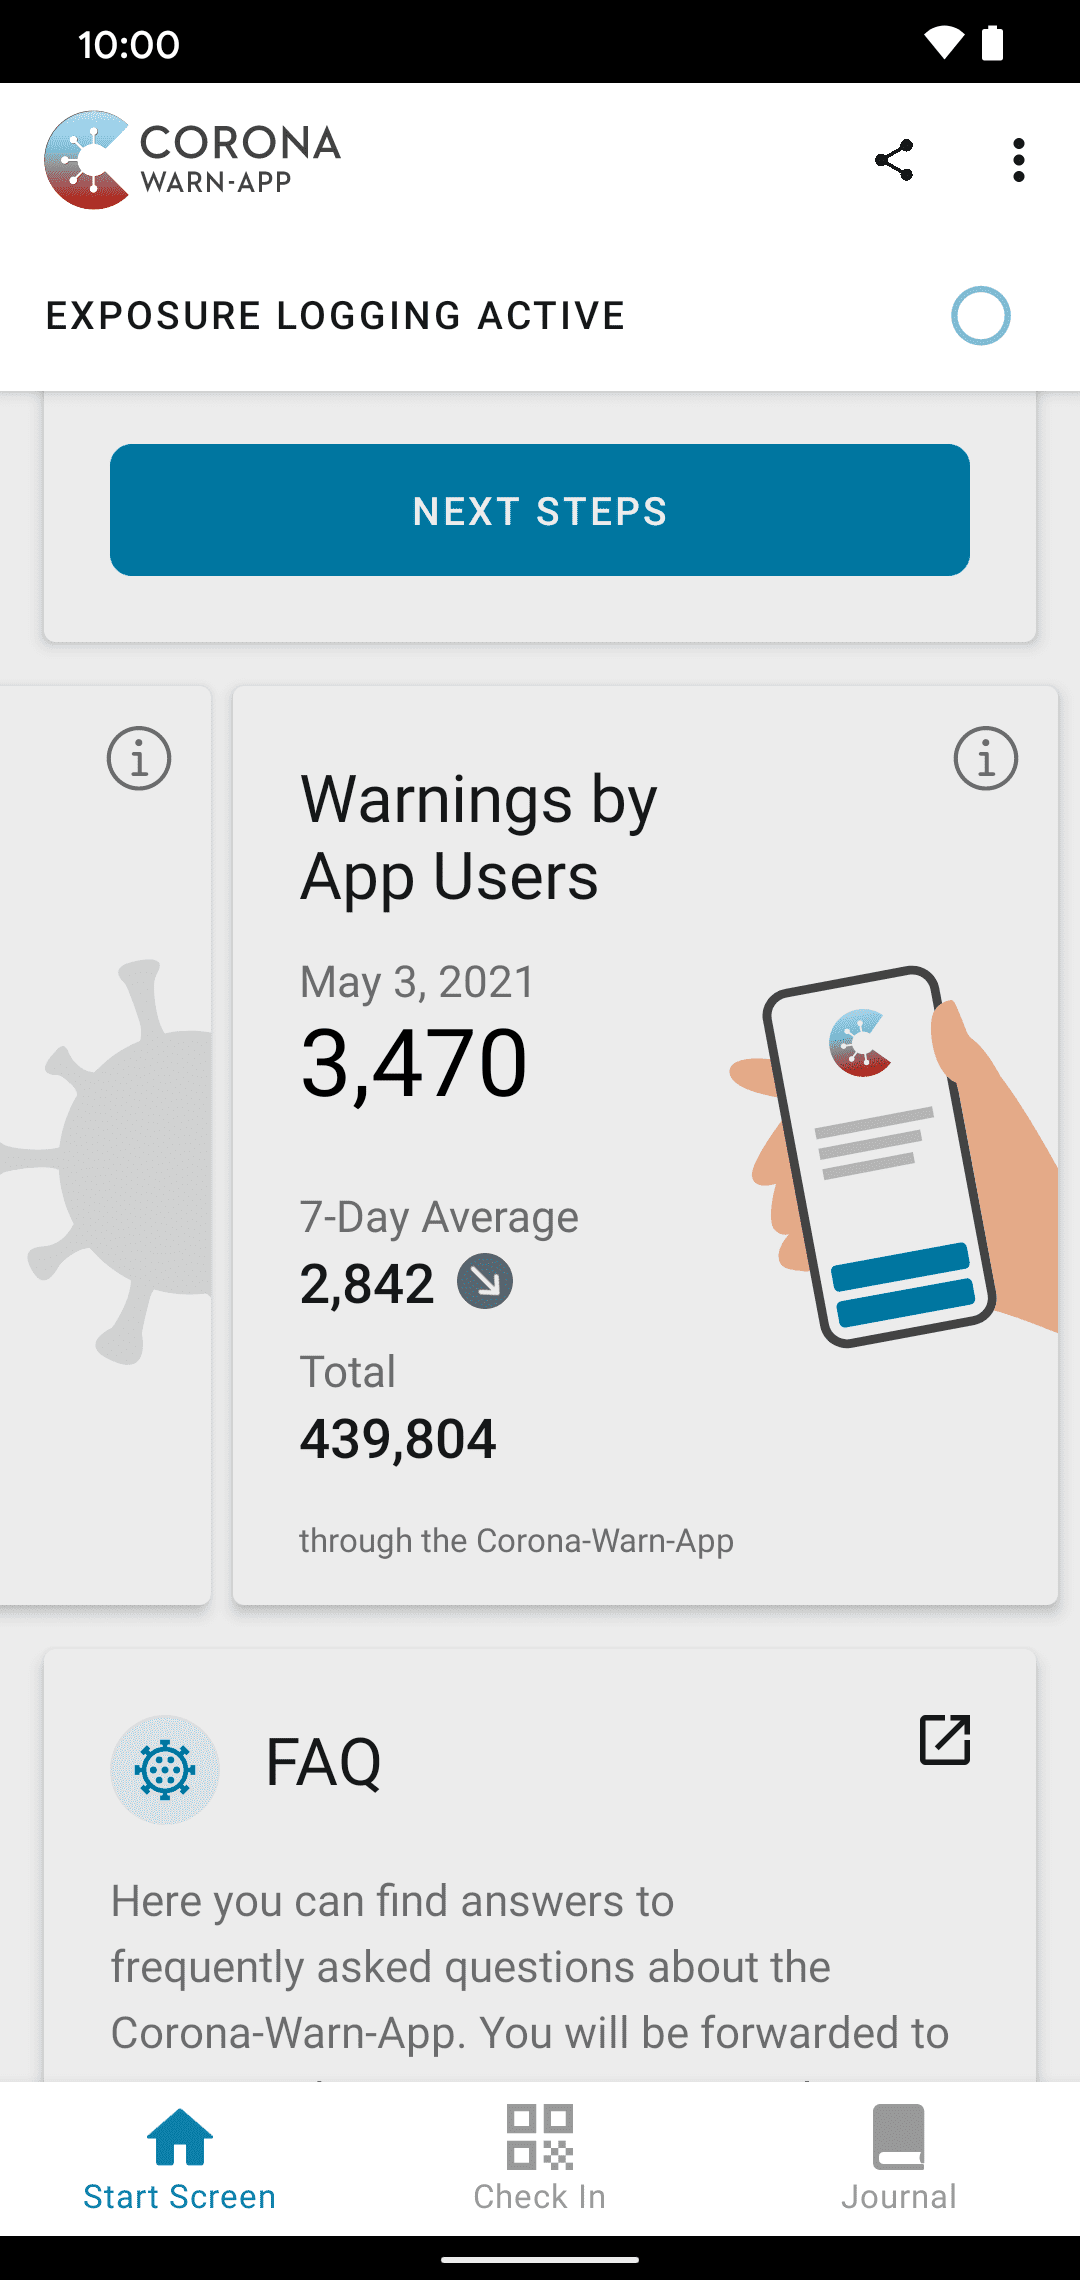 10:00
CORONA
WARN-APP
EXPOSURE LOGGING ACTIVE
NEXT STEPS
Warnings by
App Users
May 3, 2021
3,470
7-Day Average
2,842
Total
439,804
through the Corona-Warn-App
FAQ
Here you can find answers to
frequently asked questions about the
Corona-Warn-App. You will be forwarded to
Start Screen
Check In
Journal